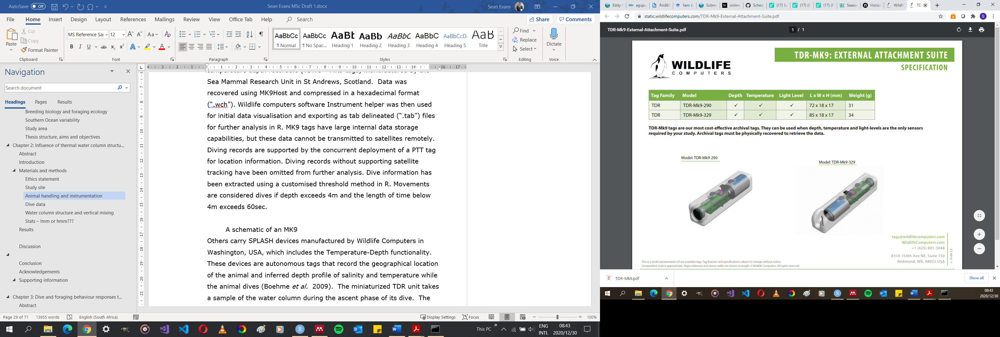 AutoSave Off
Sean Evans MSc Draft 1.docx
Sean Evans
File Home Insert Design Layout References Mailings Review View Office Tab Help Search
Share Comments
Paste
Cut
Copy
Format Painter
Clipboard
MS Reference Sa 12
Font
Paragraph
AaBbCc AaBbCc AaBb AaBb AaBbC AaBbC AaBbCcD AaB
¶ Normal ¶ No Spac... Heading 1 Heading 2 Heading 3 Heading 4 Heading 5 Title
Styles
Find
Replace
Select
Editing
Dictate
Voice
Navigation
Search document
Headings Pages Results
Breeding biology and foraging ecology
Southern Ocean variability
Study area
Thesis structure, aims and objectives
Chapter 2: Influence of thermal water column structu...
Abstract
Introduction
Materials and methods
Ethics statement
Study site
Animal handling and instrumentation
Dive data
Water column structure and vertical mixing
Stats – lmm or hmm???
Results
Discussion
Conclusion
Acknowledgements
Supporting information
Chapter 3: Dive and foraging behaviour responses t...
Abstract
Sea Mammal Research Unit in St Andrews, Scotland.  Data was
recovered using MK9Host and compressed in a hexadecimal format
(“.wch”). Wildlife computers software Instrument helper was then used
for initial data visualisation and exporting as tab delineated (“.tab”) files
for further analysis in R. MK9 tags have large internal data storage
capabilities, but these data cannot be transmitted to satellites remotely.
Diving records are supported by the concurrent deployment of a PTT tag
for location information. Diving records without supporting satellite
tracking have been omitted from further analysis. Dive information has
been extracted using a customised threshold method in R. Movements
are considered dives if depth exceeds 4m and the length of time below
4m exceeds 60sec.
A schematic of an MK9
Others carry SPLASH devices manufactured by Wildlife Computers in
Washington, USA, which includes the Temperature-Depth functionality.
These devices are autonomous tags that record the geographical location
of the animal and inferred depth profile of salinity and temperature while
the animal dives (Boehme et al.  2009).  The miniaturized TDR unit takes
a sample of the water column during the ascent phase of its dive.  The
Page 29 of 71 13955 words English (South Africa)
Display Settings Focus 100%
This PC ENG INTL 08:43 2020/12/30
Eddy- agupu Rin888 liam b Subme online Sched (17) Se (17) (P (17) (P Season Horizo Wildlif TD
static.wildlifecomputers.com/TDR-Mk9-External-Attachment-Suite.pdf
TDR-Mk9-External-Attachment-Suite.pdf 1 / 1
WILDLIFE
COMPUTERS
TDR-MK9: EXTERNAL ATTACHMENT SUITE
SPECIFICATION
Tag Family Model Depth Temperature Light Level L x W x H (mm) Weight (g)
TDR TDR-Mk9-290 ✓ ✓ ✓ 72 x 18 x 17 31
TDR TDR-Mk9-329 ✓ ✓ ✓ 85 x 18 x 17 34
TDR-Mk9 tags are our most cost-effective archival tags. They can be used when depth, temperature and light-levels are the only sensors
required by your study. Archival tags must be physically recovered to retrieve the data.
Model: TDR-Mk9-290
Model: TDR-Mk9-329
tags@wildlifecomputers.com
WildlifeComputers.com
+1 (425) 881-3048
8310 154th Ave NE, Suite 150
Redmond, WA, 98052 USA
v. 19-06 5.3
This is a small representation of our available tags. Tag features and specifications subject to change without notice.
Comparative scale is approximate. Argos antennas and sensor stalks not shown to length. © Wildlife Computers. All rights reserved.
TDR-Mk9.pdf
Show all
08:43
2020/12/30